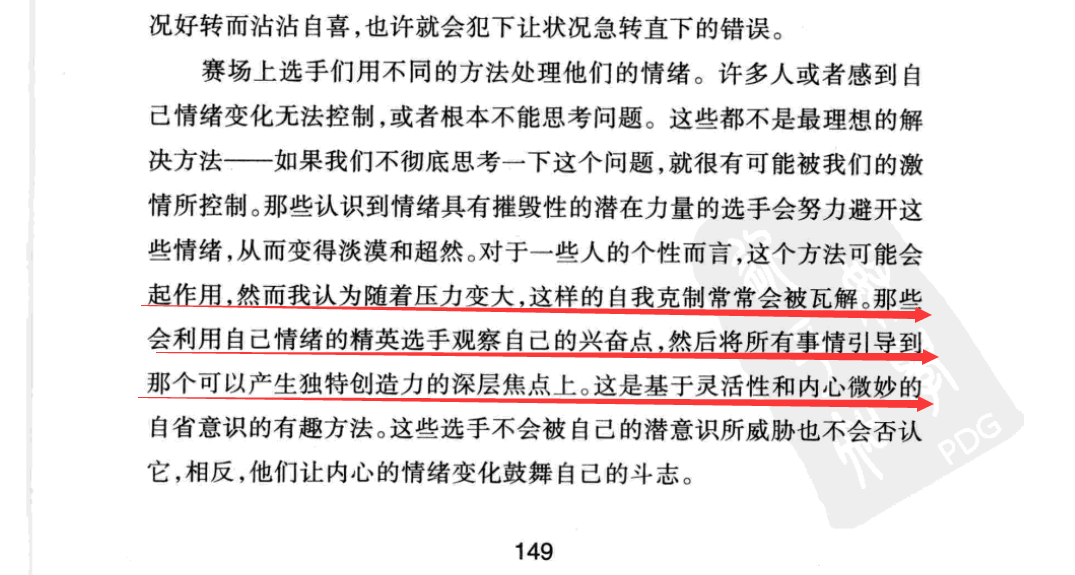 况好转而沾沾自喜,也许就会犯下让状况急转直下的错误。
赛场上选手们用不同的方法处理他们的情绪。许多人或者感到自
己情绪变化无法控制,或者根本不能思考问题。这些都不是最理想的解
决方法——如果我们不彻底思考一下这个问题,就很有可能被我们的激
情所控制。那些认识到情绪具有摧毁性的潜在力量的选手会努力避开这
些情绪,从而变得淡漠和超然。对于一些人的个性而言,这个方法可能会
起作用,然而我认为随着压力变大,这样的自我克制常常会被瓦解。那些
会利用自己情绪的精英选手观察自己的兴奋点,然后将所有事情引导到
那个可以产生独特创造力的深层焦点上。这是基于灵活性和内心微妙的
自省意识的有趣方法。这些选手不会被自己的潜意识所威胁也不会否认
它,相反,他们让内心的情绪变化鼓舞自己的斗志。
PDG
149